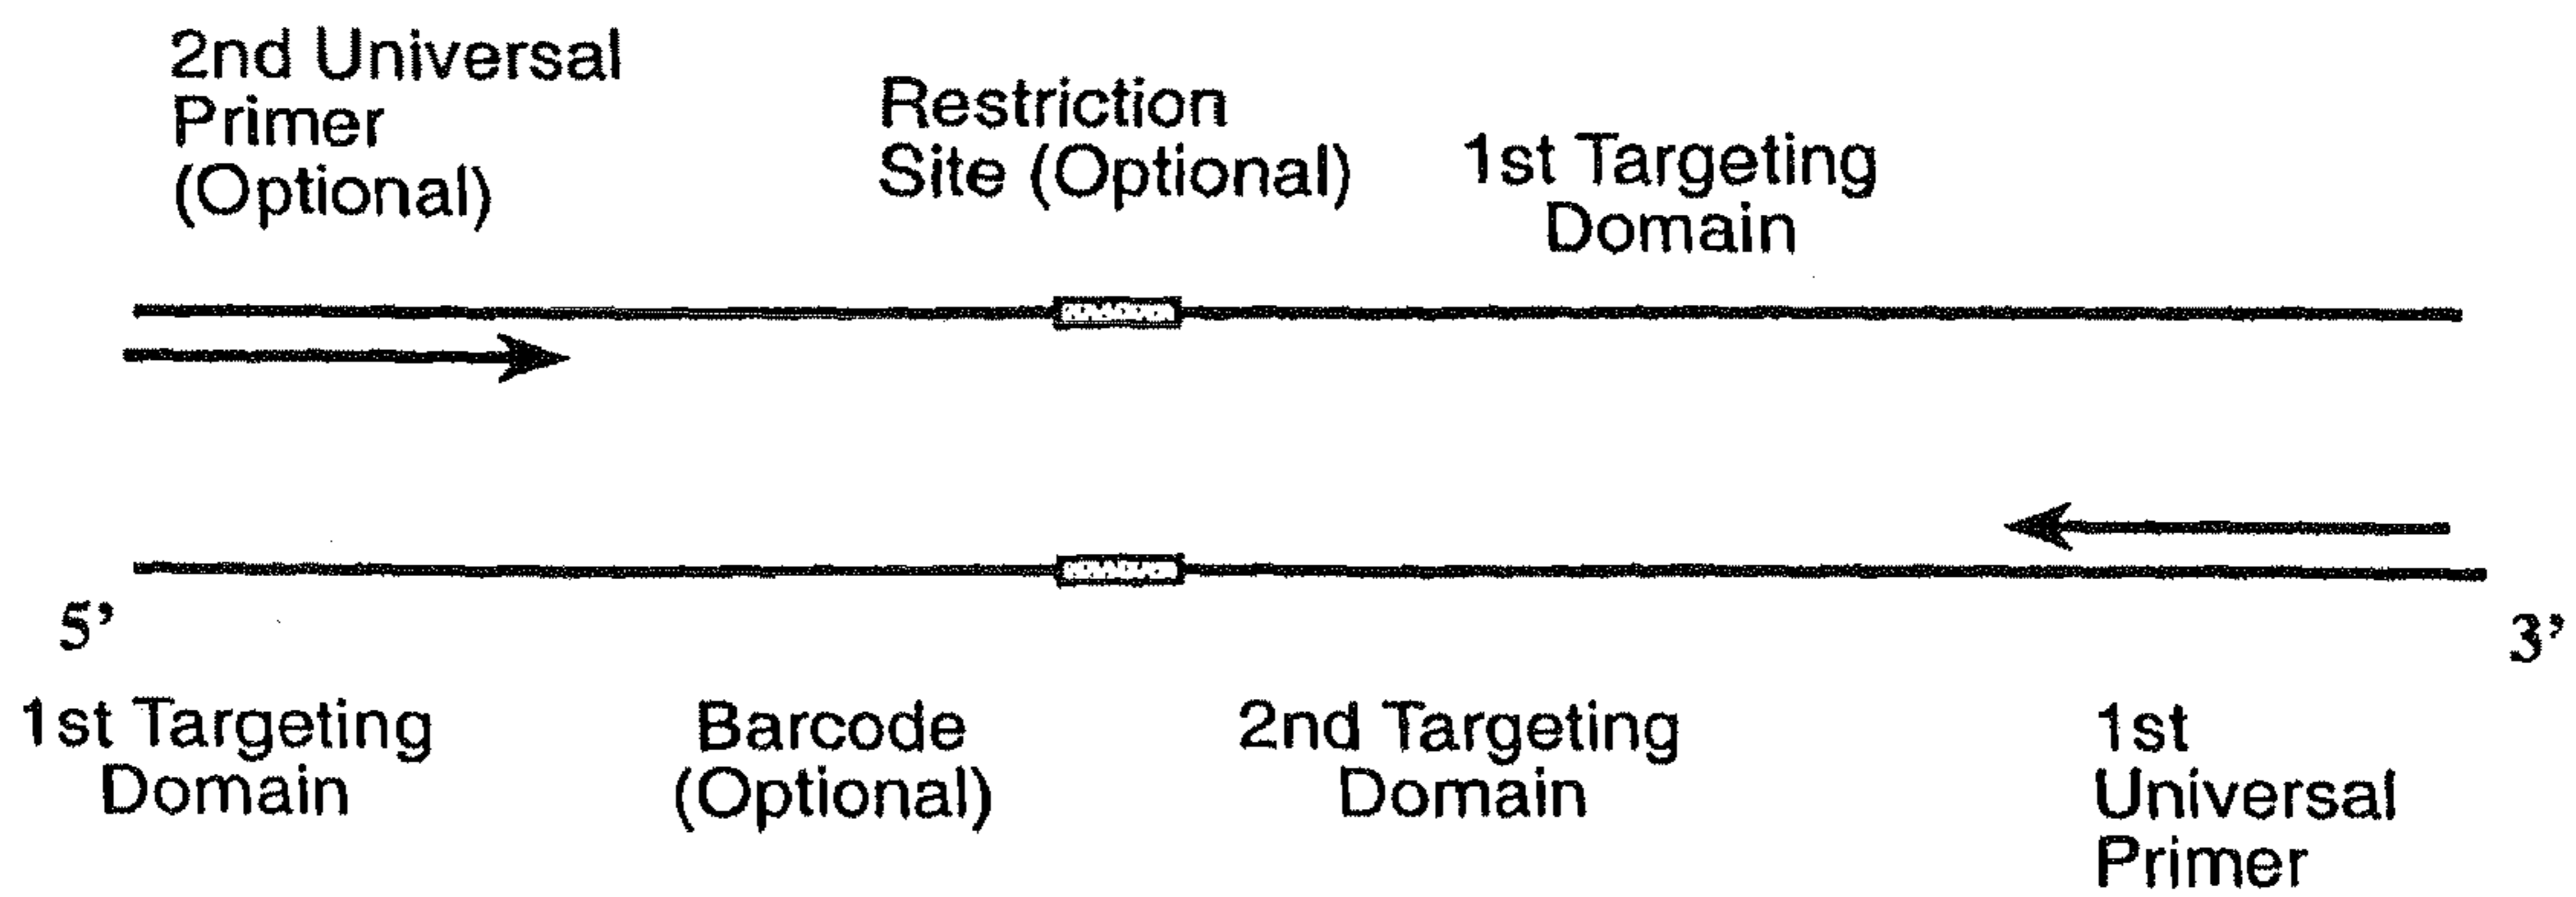 2nd Universal
Primer
(Optional)
Restriction
Site (Optional)
1st Targeting
Domain
5’
3’
1st Targeting
Domain
Barcode
(Optional)
2nd Targeting
Domain
1st
Universal
Primer